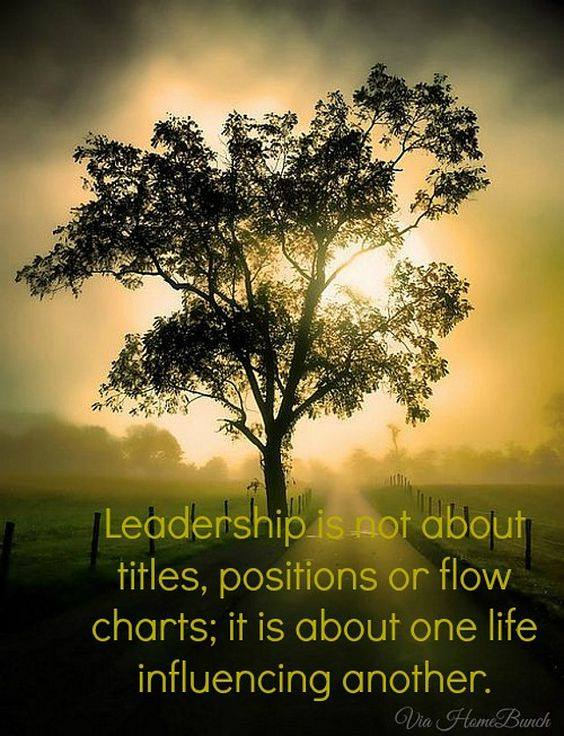 Leadership is not about
titles, positions or flow
charts; it is about one life
influencing another.
Via HomeBunch